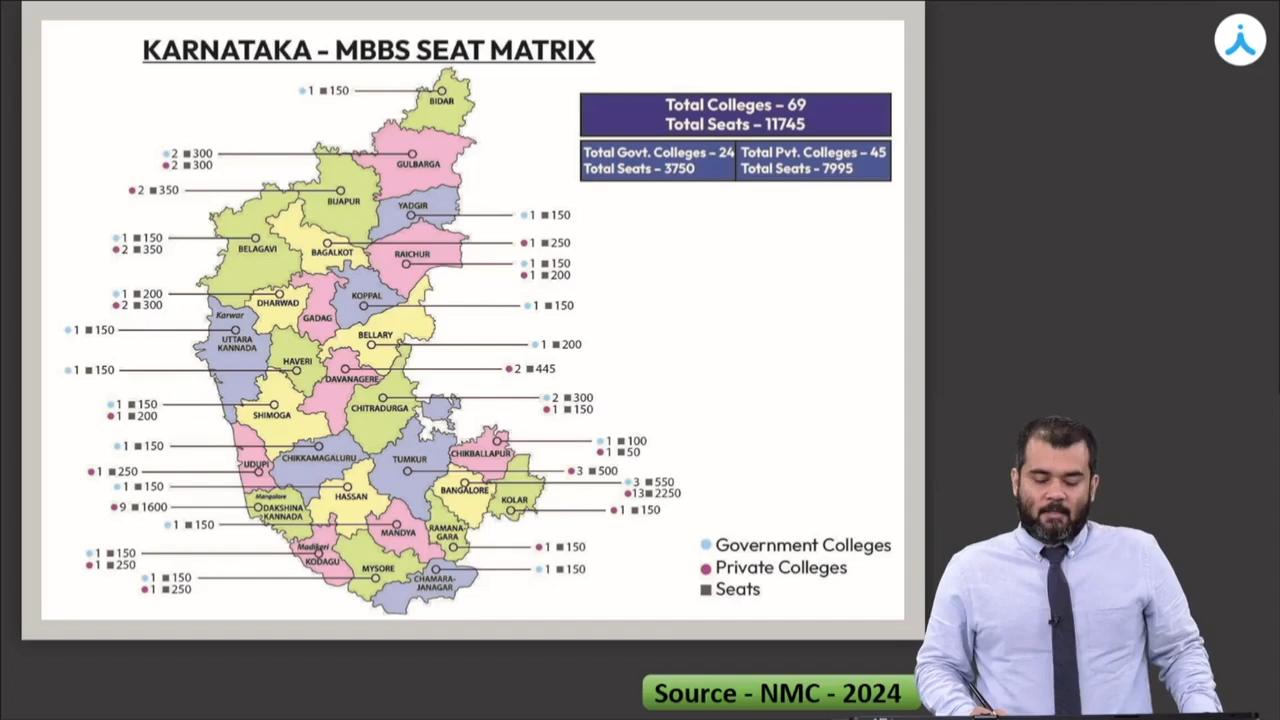 KARNATAKA - MBBS SEAT MATRIX
Total Colleges - 69
Total Seats - 11745
Total Govt. Colleges - 24
Total Seats - 3750
Total Pvt. Colleges - 45
Total Seats - 7995
1 150
BIDAR
2 300
2 300
GULBARGA
2 350
BIJAPUR
YADGIR
1 150
1 150
2 350
BELAGAVI
BAGALKOT
1 250
RAICHUR
1 150
1 200
1 200
2 300
DHARWAD
GADAG
KOPPAL
1 150
Karwar
1 150
UTTARA
KANNADA
BELLARY
1 200
1 150
HAVERI
DAVANAGERE
2 445
1 150
1 200
SHIMOGA
CHITRADURGA
2 300
1 150
1 150
CHIKKAMAGALURU
TUMKUR
CHIKBALLAPUR
1 100
1 50
1 250
UDUPI
3 500
1 150
HASSAN
BANGALORE
3 550
13 2250
9 1600
Mangalore
DAKSHINA
KANNADA
KOLAR
1 150
1 150
MANDYA
RAMANA
GARA
1 150
1 150
1 250
Madikeri
KODAGU
1 150
1 250
MYSORE
CHAMARA-
JANAGAR
1 150
Government Colleges
Private Colleges
Seats
Source - NMC - 2024